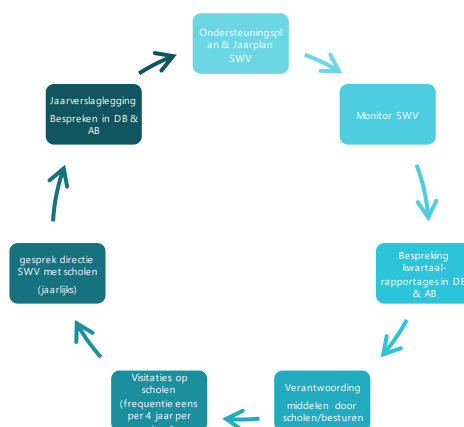 Ondersteuningspl
an & Jaarplan
SWV
Monitor SWV
Bespreking
kwartaal-
rapportages in DB
& AB
Verantwoording
middelen door
scholen/besturen
Visitaties op
scholen
(frequentie eens
per 4 jaar per
gesprek directie
SWV met scholen
(jaarlijks)
Jaarverslaglegging
Bespreken in DB &
AB